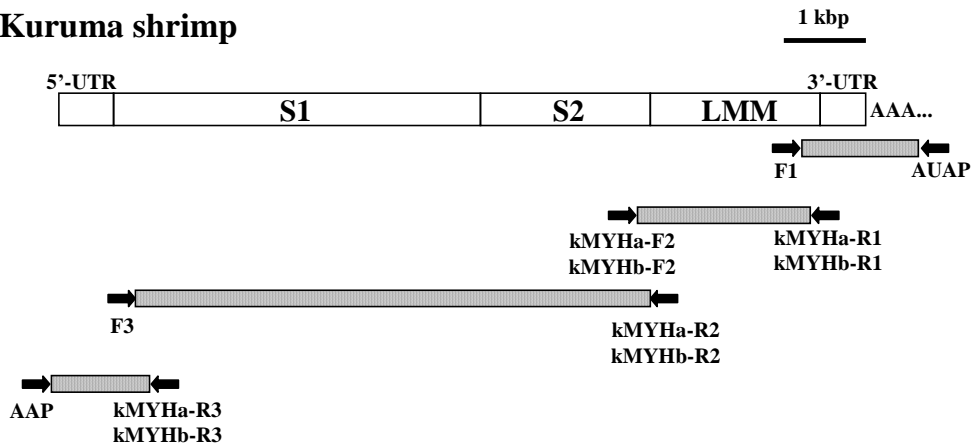 Kuruma shrimp
1 kbp
5’-UTR
3’-UTR
S1
S2
LMM
AAA...
F1
AUAP
kMYHa-F2
kMYHb-F2
kMYHa-R1
kMYHb-R1
F3
kMYHa-R2
kMYHb-R2
AAP
kMYHa-R3
kMYHb-R3